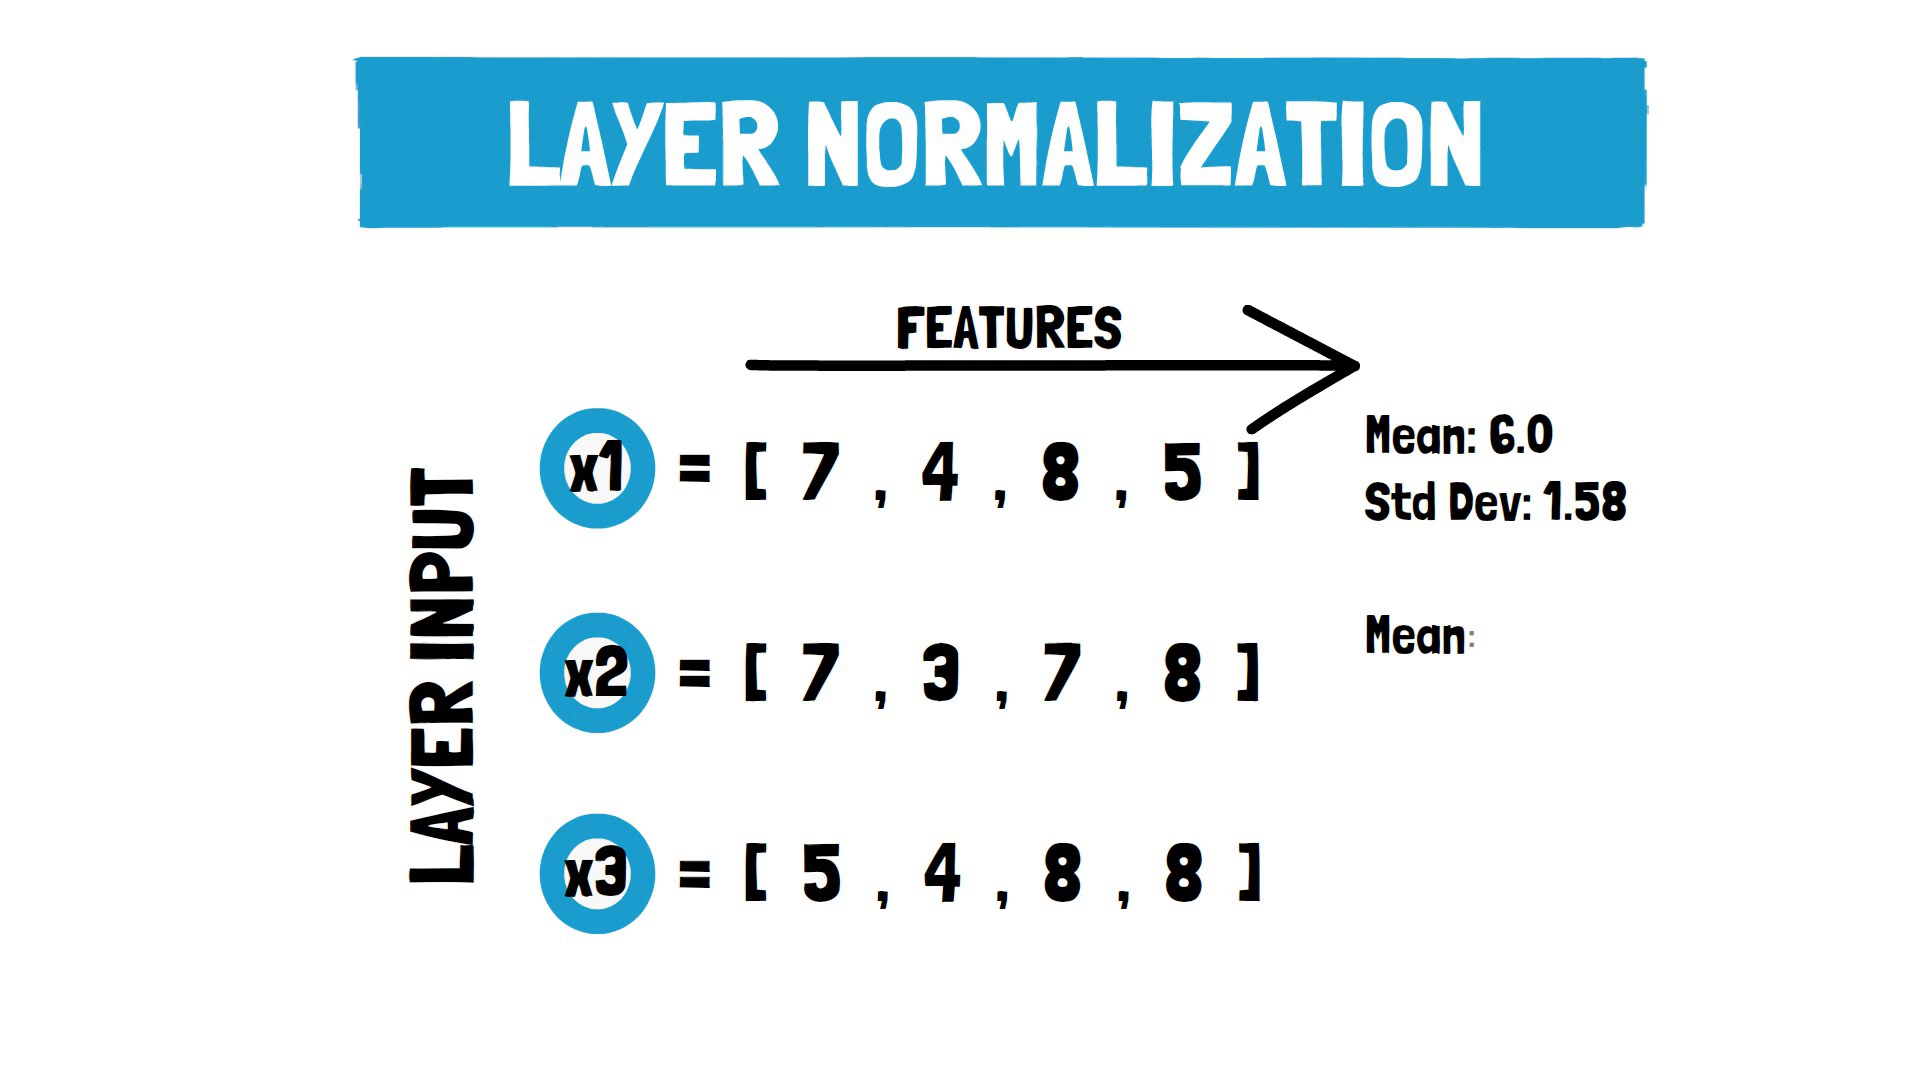 LAYER NORMALIZATION
FEATURES
LAYER INPUT
x1 = [ 7 , 4 , 8 , 5 ]
Mean: 6.0
Std Dev: 1.58
x2 = [ 7 , 3 , 7 , 8 ]
Mean:
x3 = [ 5 , 4 , 8 , 8 ]